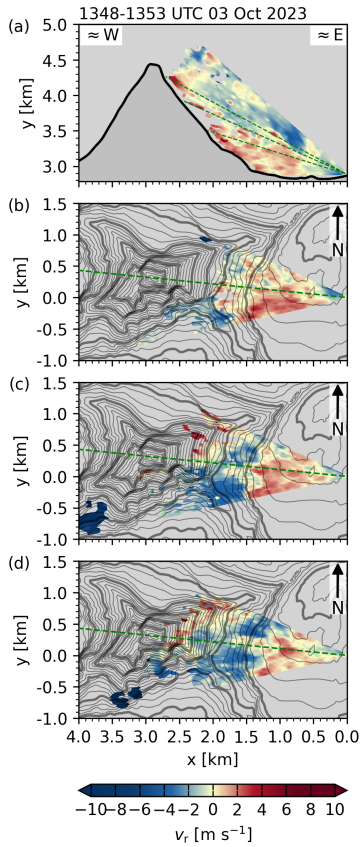 1348-1353 UTC 03 Oct 2023
(a)
≈ W
≈ E
5.0
4.5
4.0
3.5
3.0
y [km]
(b)
1.5
1.0
0.5
0.0
-0.5
-1.0
y [km]
N
(c)
1.5
1.0
0.5
0.0
-0.5
-1.0
y [km]
N
(d)
1.5
1.0
0.5
0.0
-0.5
-1.0
y [km]
N
4.0 3.5 3.0 2.5 2.0 1.5 1.0 0.5 0.0
x [km]
−10 −8 −6 −4 −2 0 2 4 6 8 10
v_r [m s⁻¹]